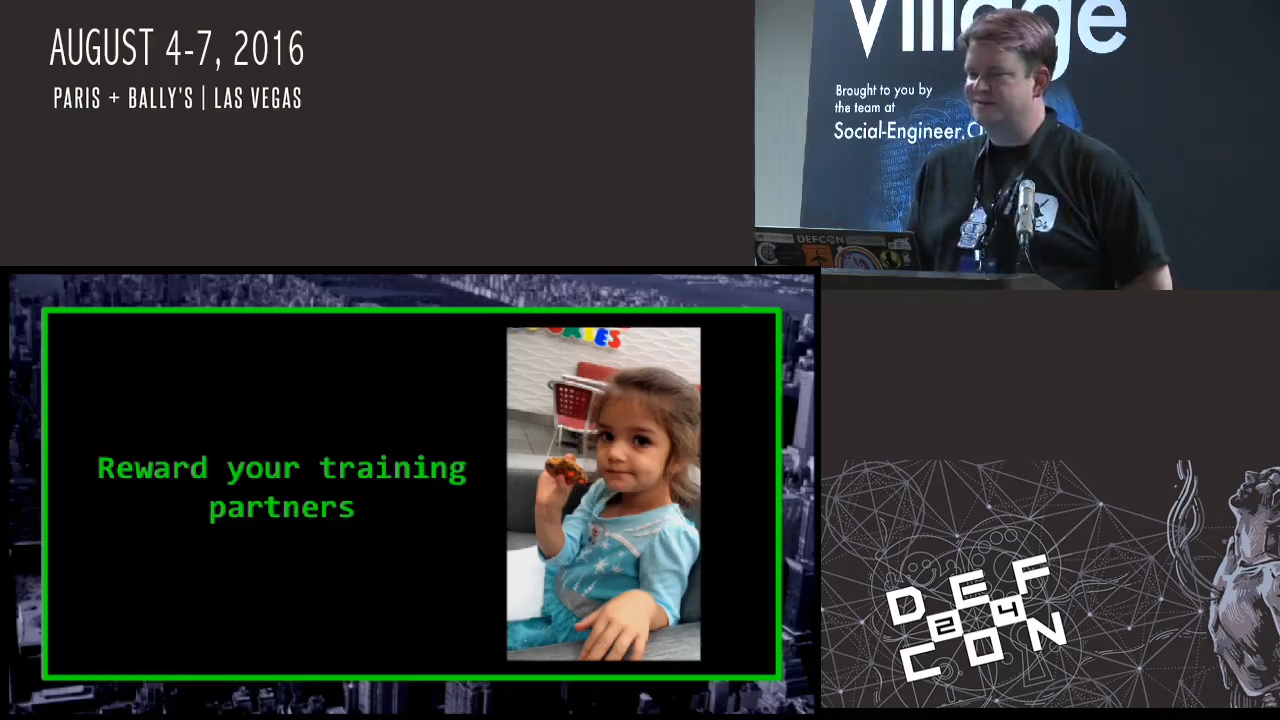 AUGUST 4-7, 2016
PARIS + BALLY'S | LAS VEGAS
Village
Brought to you by
the team at
Social-Engineer.O
DEFCON
Reward your training
partners
DEF
24
CON